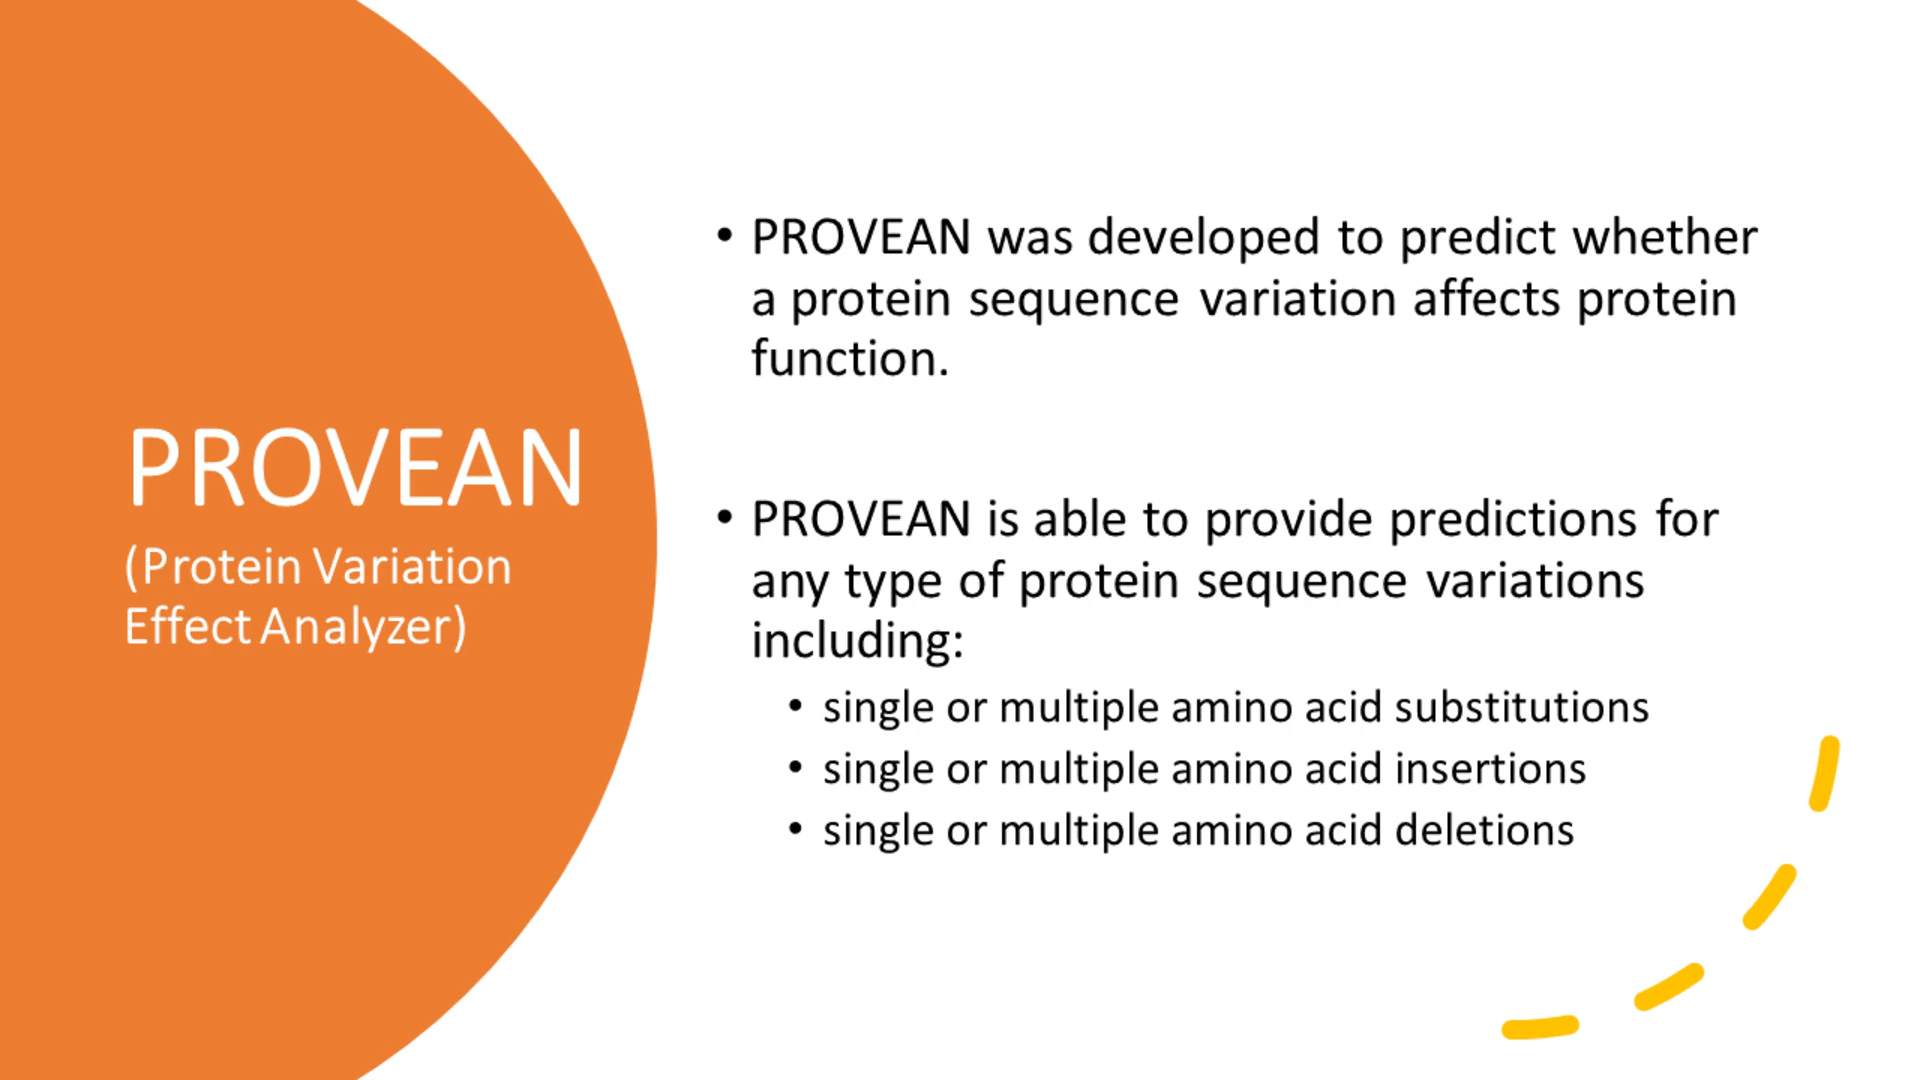 PROVEAN
(Protein Variation
Effect Analyzer)
• PROVEAN was developed to predict whether
a protein sequence variation affects protein
function.
• PROVEAN is able to provide predictions for
any type of protein sequence variations
including:
• single or multiple amino acid substitutions
• single or multiple amino acid insertions
• single or multiple amino acid deletions